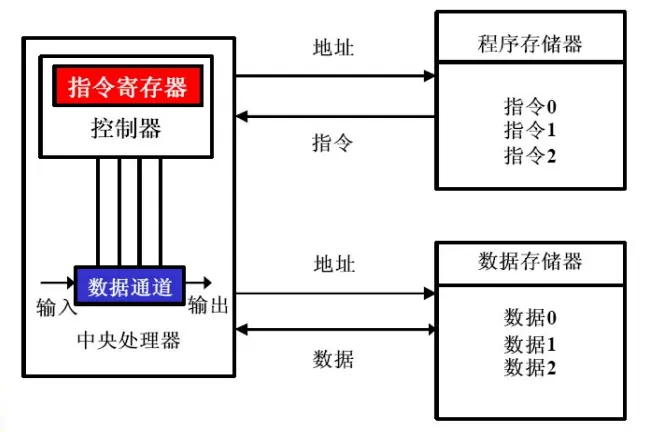 指令寄存器
控制器
数据通道
输入
输出
中央处理器
地址
指令
地址
数据
程序存储器
指令0
指令1
指令2
数据存储器
数据0
数据1
数据2